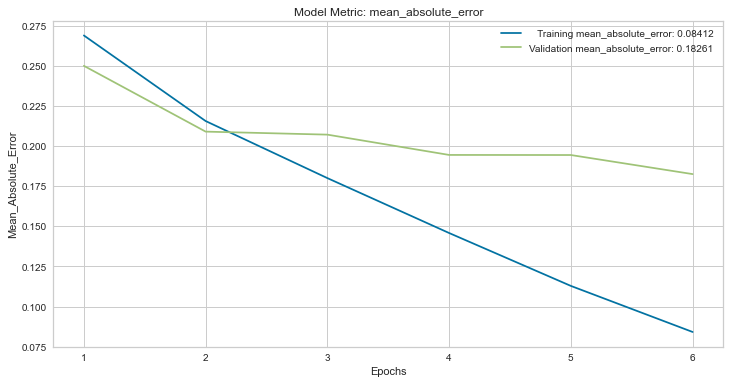 Model Metric: mean_absolute_error
Training mean_absolute_error: 0.08412
Validation mean_absolute_error: 0.18261
Mean_Absolute_Error
0.275
0.250
0.225
0.200
0.175
0.150
0.125
0.100
0.075
1 2 3 4 5 6
Epochs